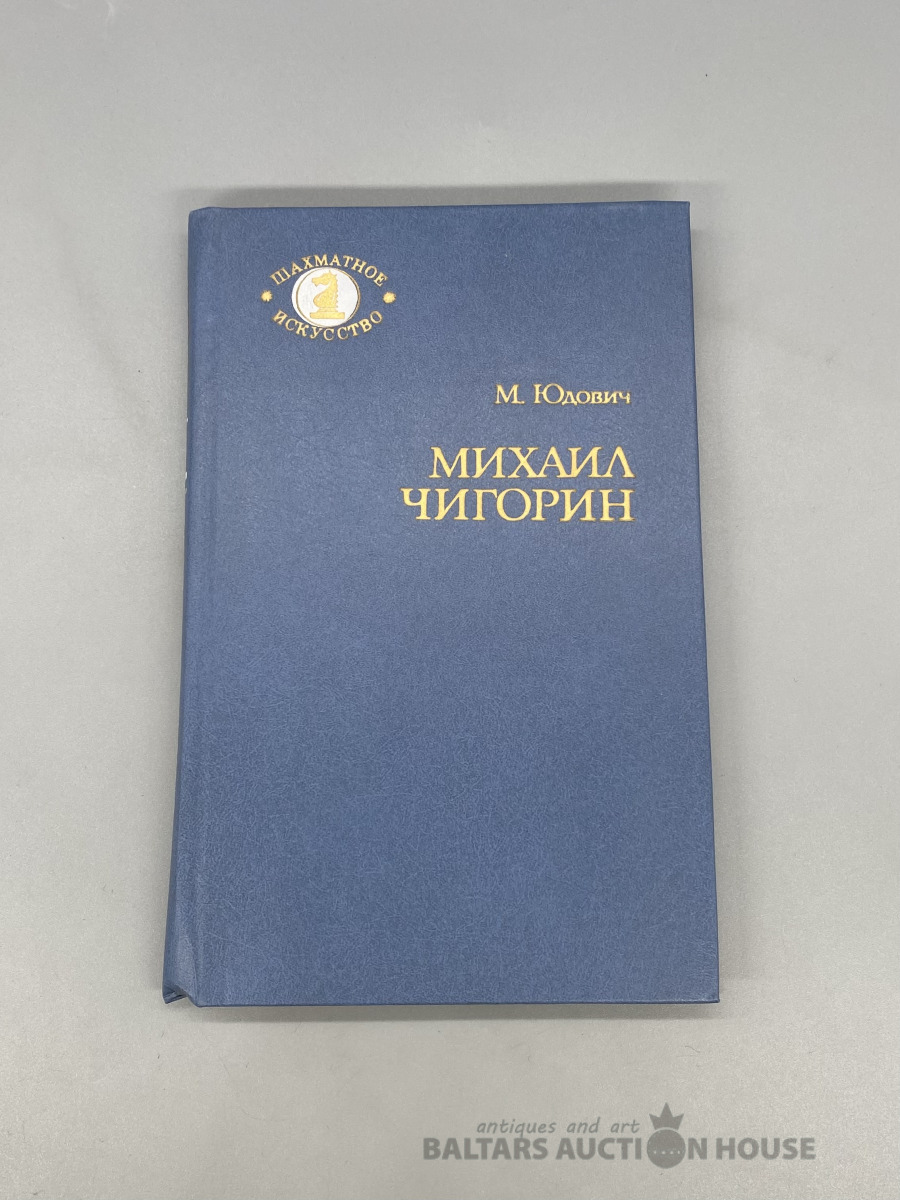 ШАХМАТНОЕ
ИСКУССТВО
М. Юдович
МИХАИЛ
ЧИГОРИН
antiques and art
BALTARS AUCTION HOUSE